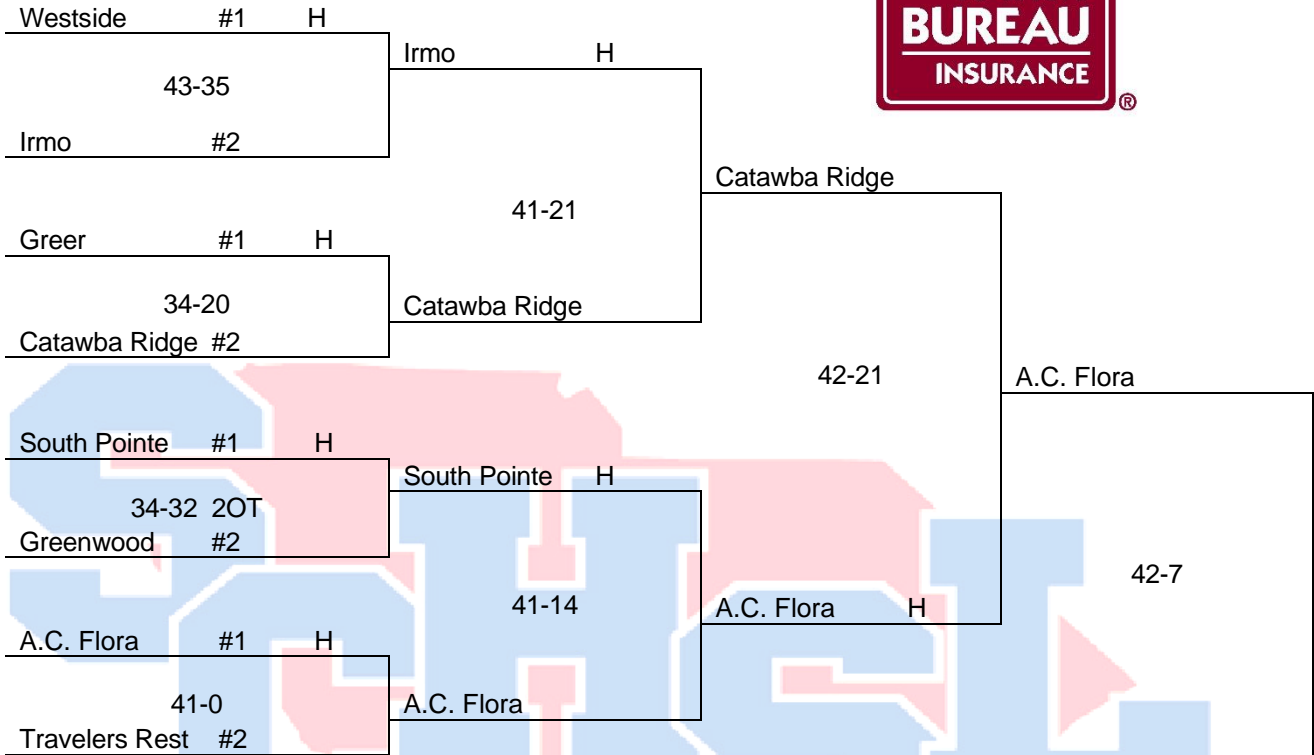 Westside #1 H
BUREAU
INSURANCE
®
Irmo H
43-35
Irmo #2
Catawba Ridge
41-21
Greer #1 H
34-20
Catawba Ridge
Catawba Ridge #2
42-21
A.C. Flora
South Pointe #1 H
South Pointe H
34-32 2OT
Greenwood #2
42-7
41-14
A.C. Flora H
A.C. Flora #1 H
41-0
A.C. Flora
Travelers Rest #2
SCHSL